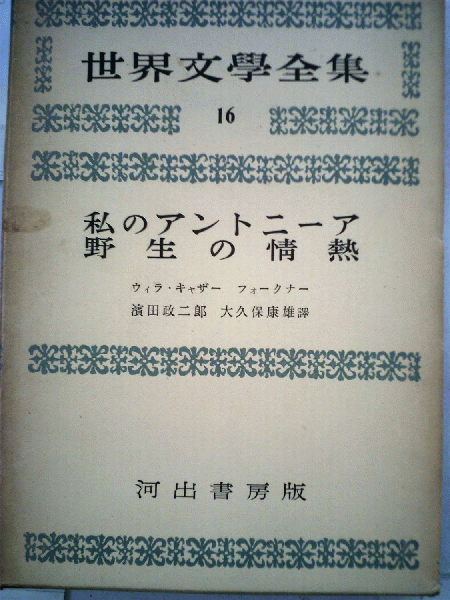 世界文學全集
16
私のアントニーア
野生の情熱
ウィラ・キャザー フォークナー
濱田政二郎 大久保康雄譯
河出書房版